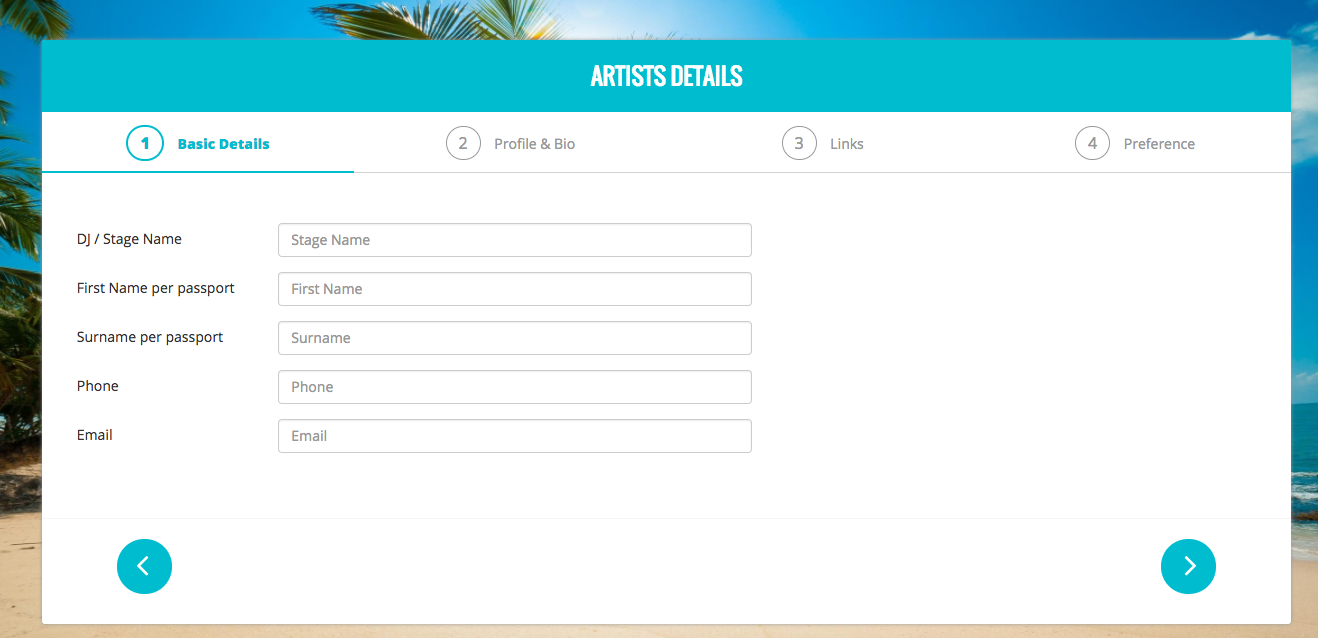 ARTISTS DETAILS
1 Basic Details 2 Profile & Bio 3 Links 4 Preference
DJ / Stage Name Stage Name
First Name per passport First Name
Surname per passport Surname
Phone Phone
Email Email